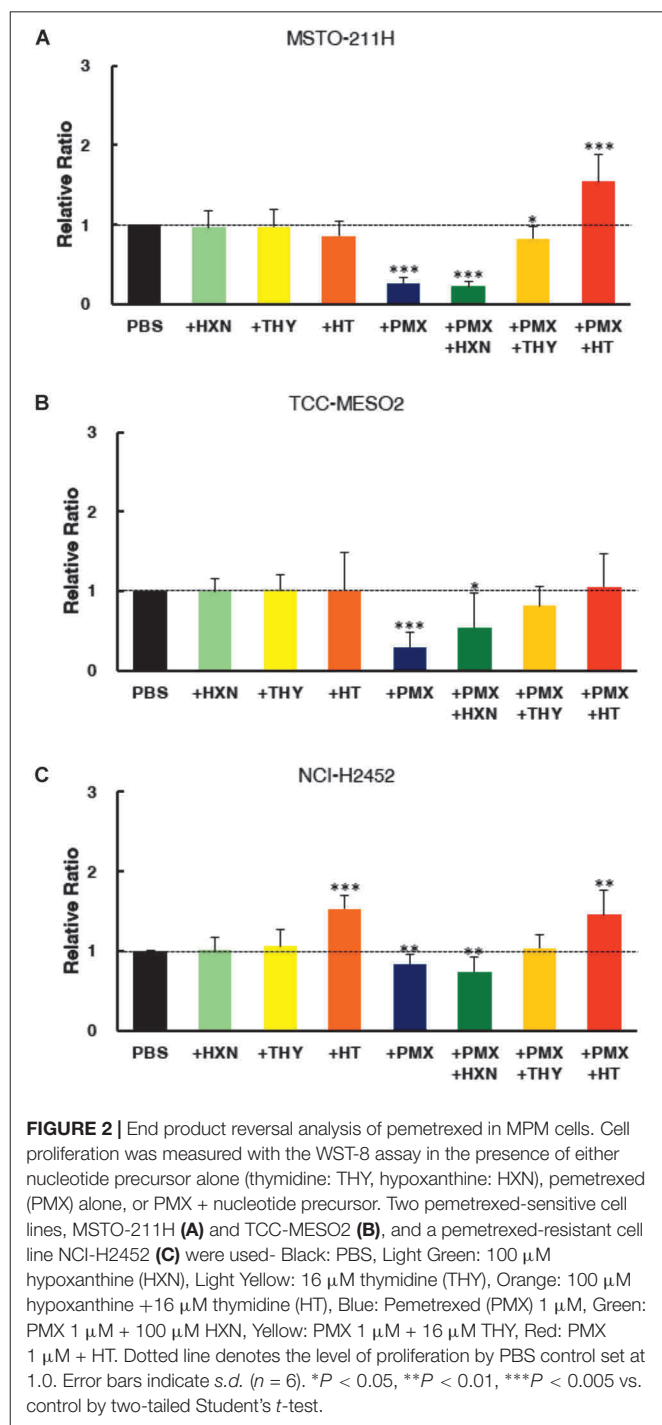 A
MSTO-211H
3
2
1
0
Relative Ratio
***
***
*
***
PBS +HXN +THY +HT +PMX +PMX +PMX +PMX
+HXN +THY +HT
B
TCC-MESO2
3
2
1
0
Relative Ratio
***
*
PBS +HXN +THY +HT +PMX +PMX +PMX +PMX
+HXN +THY +HT
C
NCI-H2452
3
2
1
0
Relative Ratio
***
**
**
**
PBS +HXN +THY +HT +PMX +PMX +PMX +PMX
+HXN +THY +HT
FIGURE 2 | End product reversal analysis of pemetrexed in MPM cells. Cell
proliferation was measured with the WST-8 assay in the presence of either
nucleotide precursor alone (thymidine: THY, hypoxanthine: HXN), pemetrexed
(PMX) alone, or PMX + nucleotide precursor. Two pemetrexed-sensitive cell
lines, MSTO-211H (A) and TCC-MESO2 (B), and a pemetrexed-resistant cell
line NCI-H2452 (C) were used- Black: PBS, Light Green: 100 μM
hypoxanthine (HXN), Light Yellow: 16 μM thymidine (THY), Orange: 100 μM
hypoxanthine +16 μM thymidine (HT), Blue: Pemetrexed (PMX) 1 μM, Green:
PMX 1 μM + 100 μM HXN, Yellow: PMX 1 μM + 16 μM THY, Red: PMX
1 μM + HT. Dotted line denotes the level of proliferation by PBS control set at
1.0. Error bars indicate s.d. (n = 6). *P < 0.05, **P < 0.01, ***P < 0.005 vs.
control by two-tailed Student's t-test.